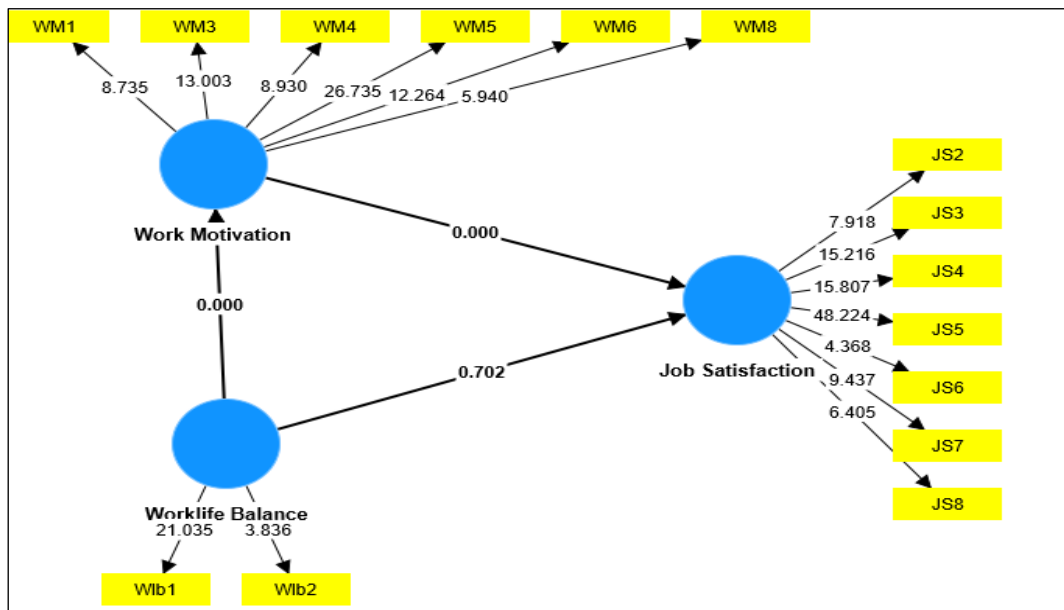 WM1 WM3 WM4 WM5 WM6 WM8
8.735 13.003 8.930 26.735 12.264 5.940
Work Motivation
JS2
JS3
JS4
JS5
JS6
JS7
JS8
7.918
15.216
15.807
48.224
4.368
9.437
6.405
0.000
0.000
0.702
Job Satisfaction
Worklife Balance
21.035 3.836
Wlb1 Wlb2